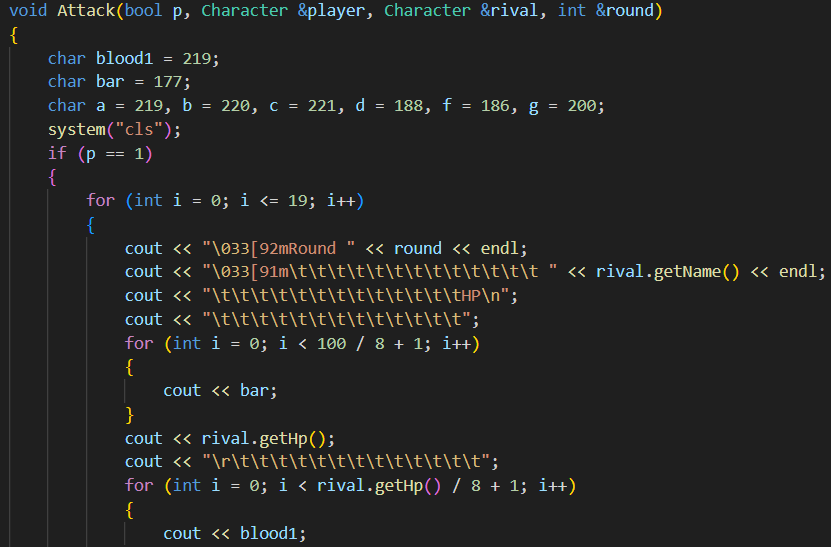 void Attack(bool p, Character &player, Character &rival, int &round)
{
    char blood1 = 219;
    char bar = 177;
    char a = 219, b = 220, c = 221, d = 188, f = 186, g = 200;
    system("cls");
    if (p == 1)
    {
        for (int i = 0; i <= 19; i++)
        {
            cout << "\033[92mRound " << round << endl;
            cout << "\033[91m\t\t\t\t\t\t\t\t\t\t\t\t\t " << rival.getName() << endl;
            cout << "\t\t\t\t\t\t\t\t\t\t\t\t\tHP\n";
            cout << "\t\t\t\t\t\t\t\t\t\t\t\t\t";
            for (int i = 0; i < 100 / 8 + 1; i++)
            {
                cout << bar;
            }
            cout << rival.getHp();
            cout << "\r\t\t\t\t\t\t\t\t\t\t\t\t\t";
            for (int i = 0; i < rival.getHp() / 8 + 1; i++)
            {
                cout << blood1;